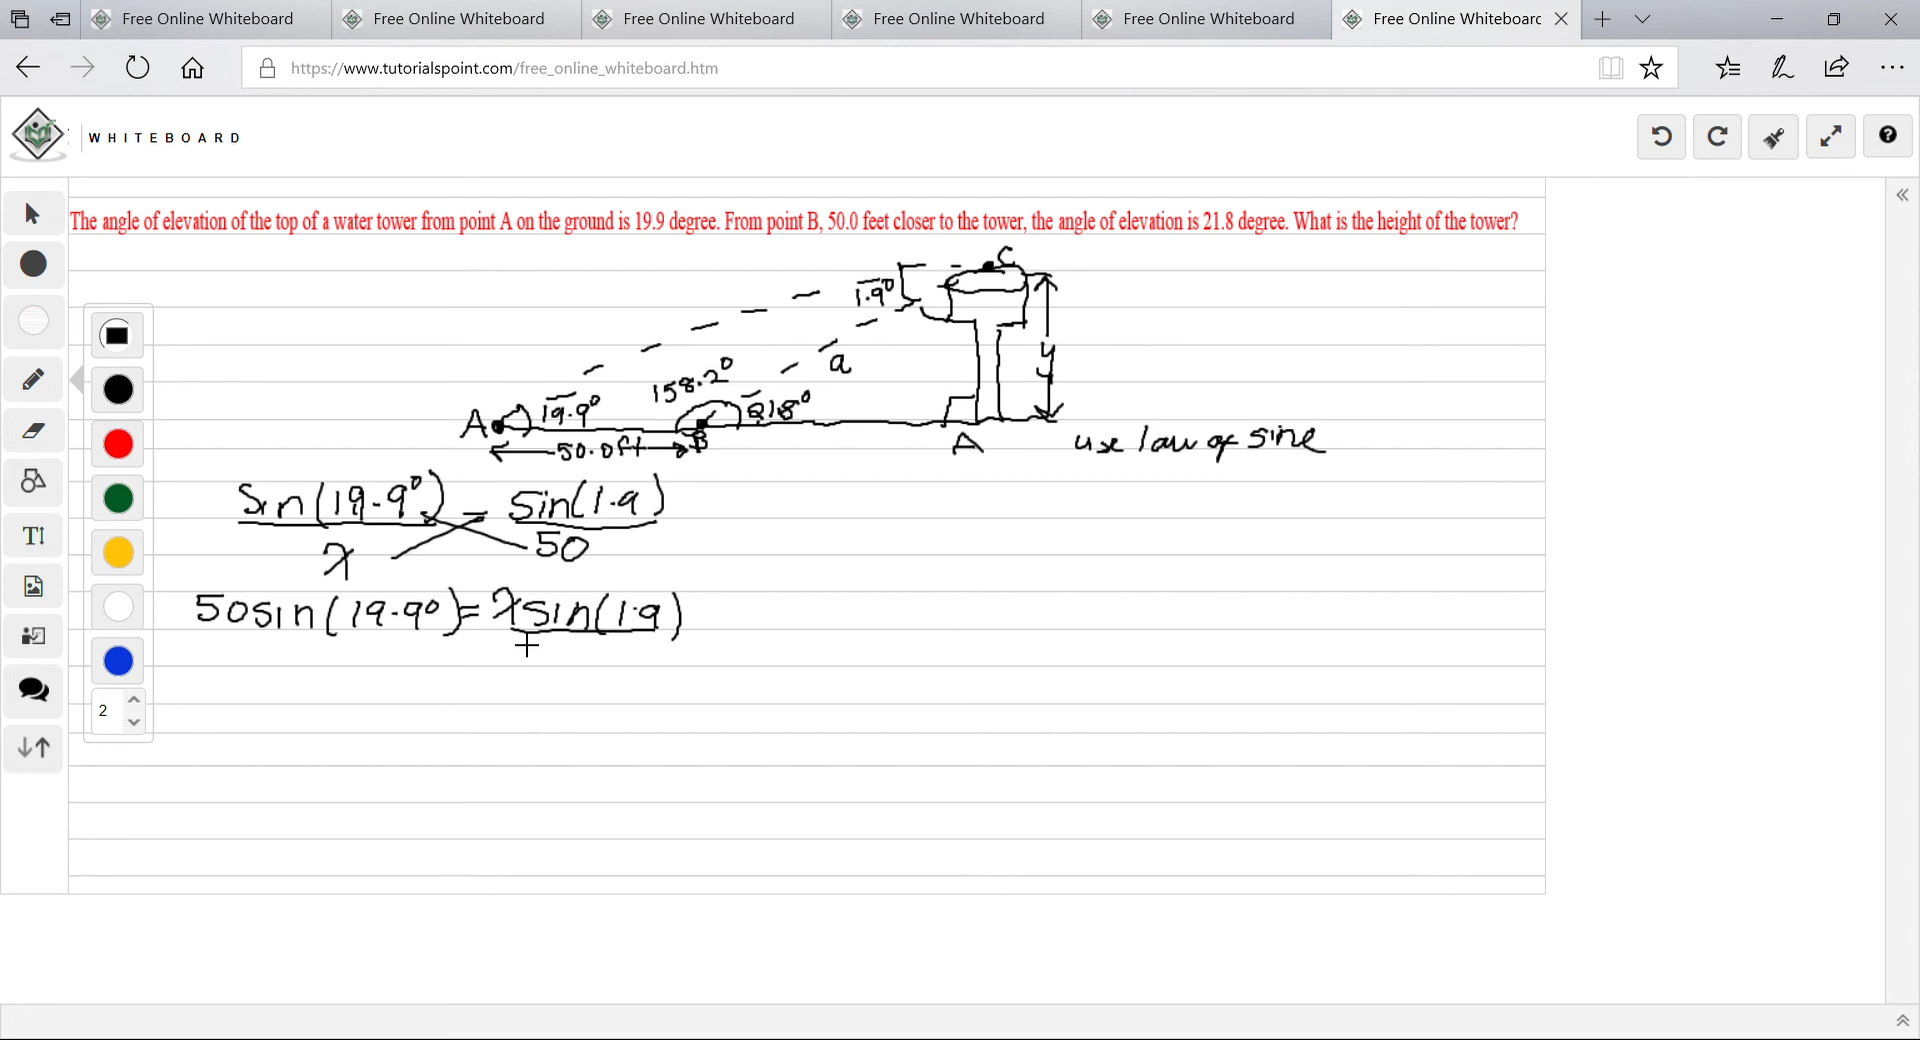 Free Online Whiteboard
Free Online Whiteboard
Free Online Whiteboard
Free Online Whiteboard
Free Online Whiteboard
Free Online Whiteboarc
https://www.tutorialspoint.com/free_online_whiteboard.htm
WHITEBOARD
The angle of elevation of the top of a water tower from point A on the ground is 19.9 degree. From point B, 50.0 feet closer to the tower, the angle of elevation is 21.8 degree. What is the height of the tower?
C
1.9°
y
a
158.2°
A
19.9°
21.8°
50.0ft
B
A
use law of sine
sin(19.9°) = sin(1.9)
x
50
50sin(19.9°) = xsin(1.9)
T
2